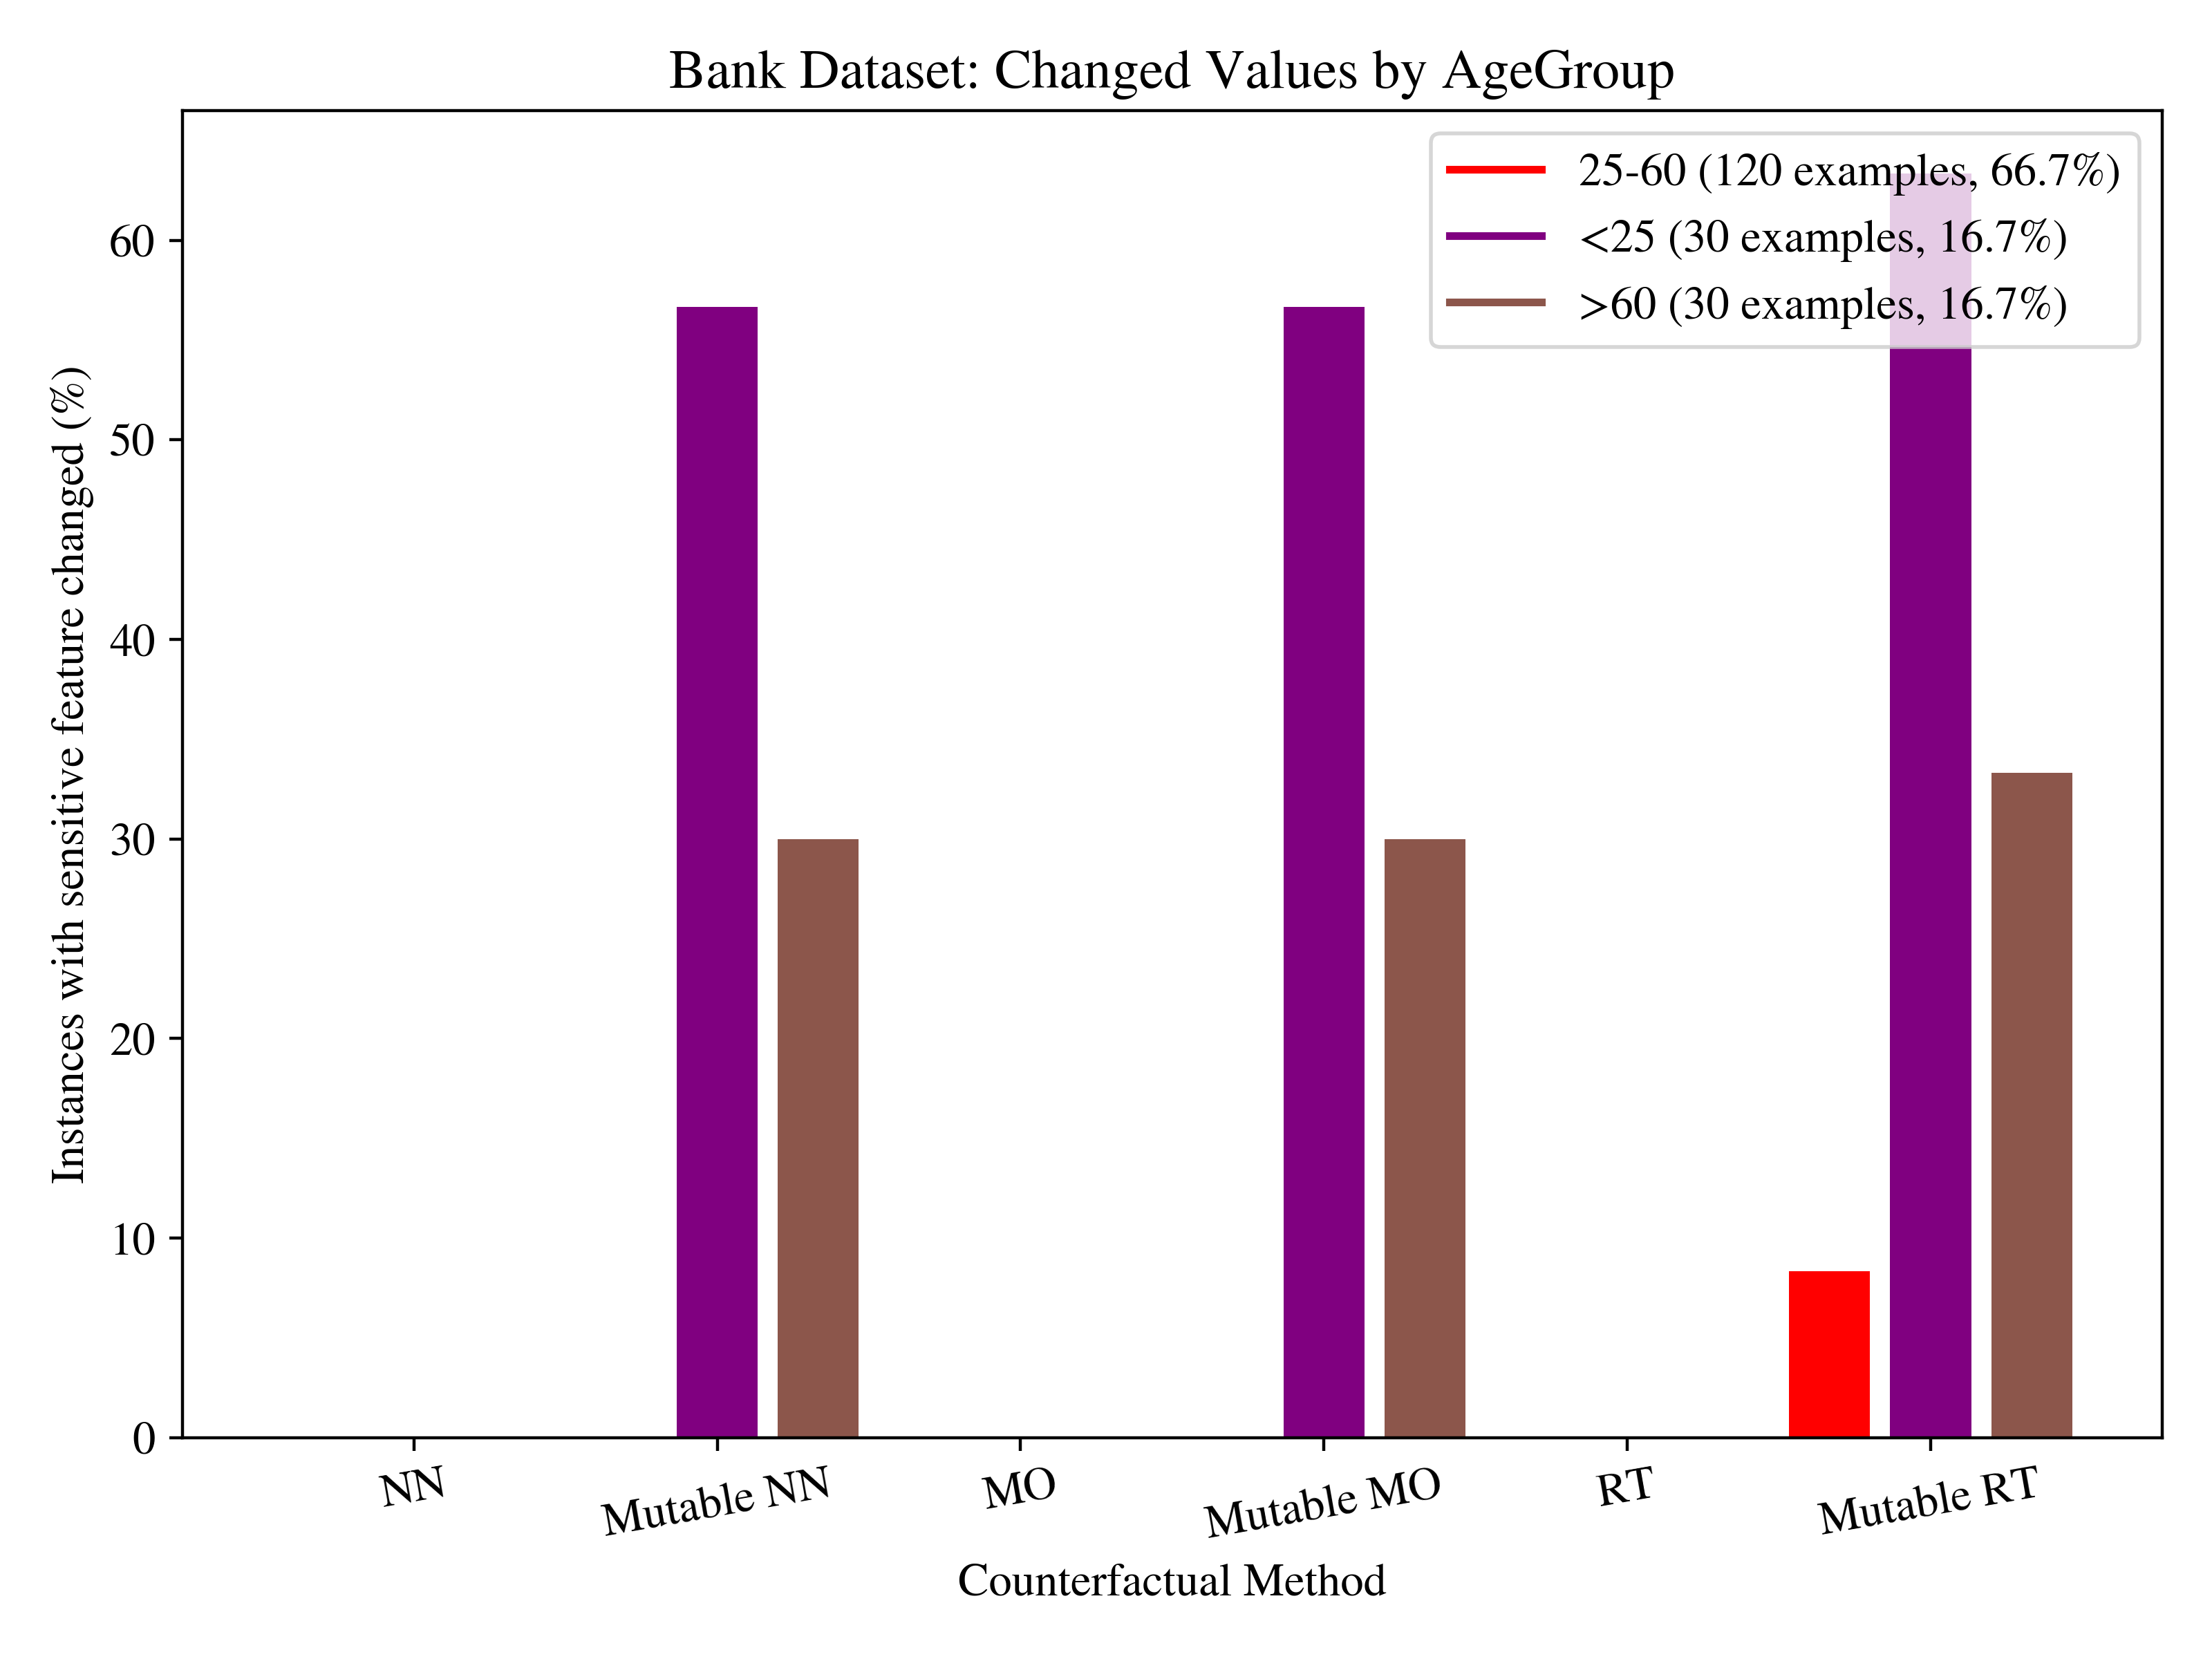 Bank Dataset: Changed Values by AgeGroup
25-60 (120 examples, 66.7%)
<25 (30 examples, 16.7%)
>60 (30 examples, 16.7%)
Instances with sensitive feature changed (%)
60
50
40
30
20
10
0
NN
Mutable NN
MO
Mutable MO
RT
Mutable RT
Counterfactual Method